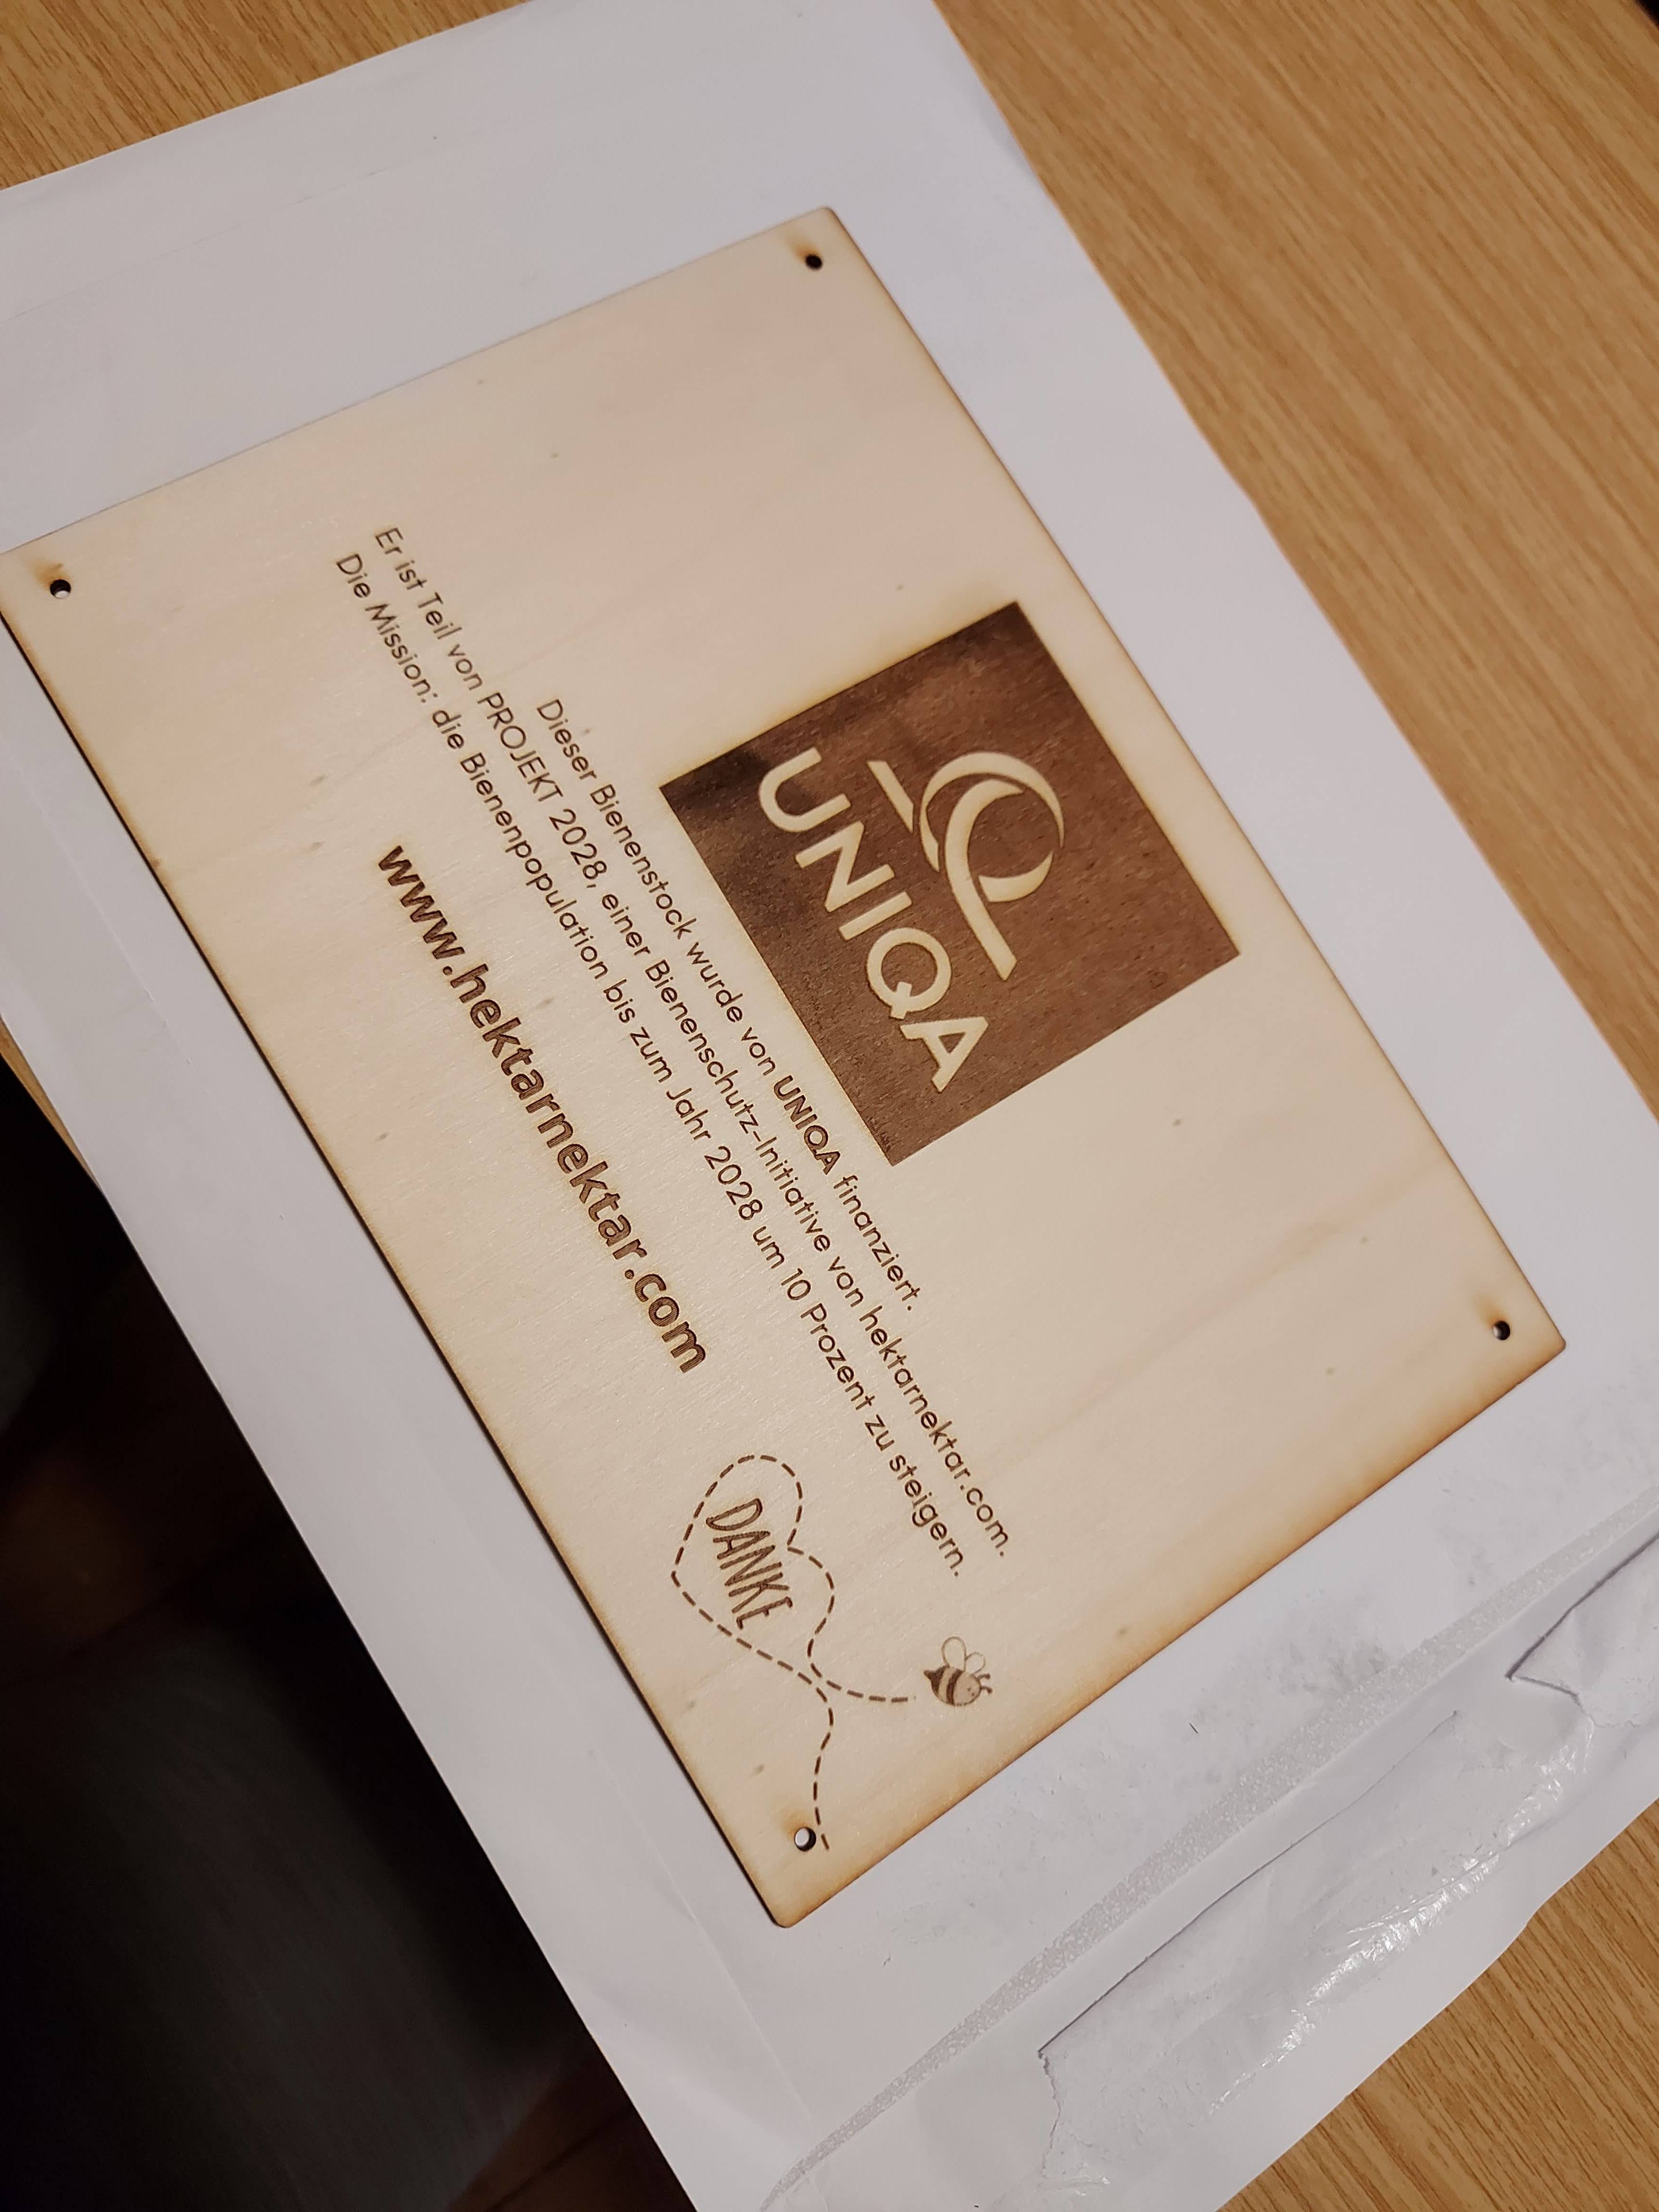 UNIQA
Dieser Bienenstock wurde von UNIQA finanziert.
Er ist Teil von PROJEKT 2028, einer Bienenschutz-Initiative von hektarnektar.com.
Die Mission: die Bienenpopulation bis zum Jahr 2028 um 10 Prozent zu steigern.
www.hektarnektar.com
DANKE